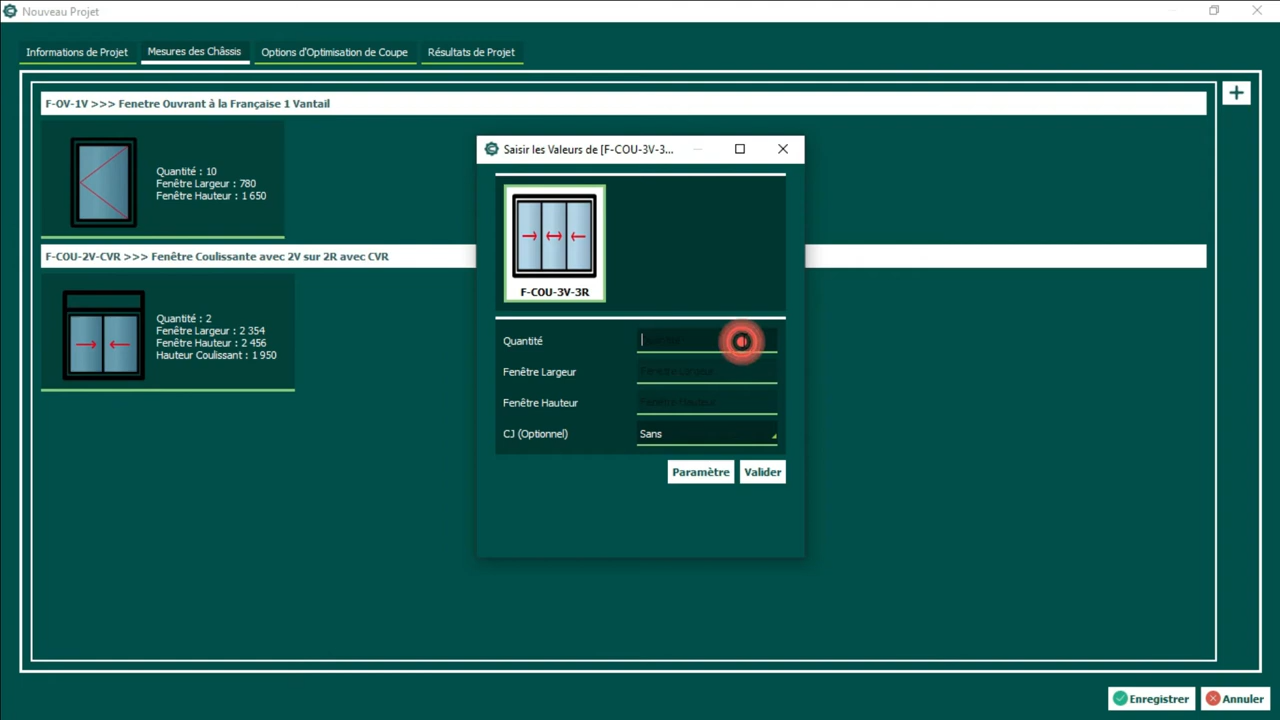 Nouveau Projet
Informations de Projet
Mesures des Châssis
Options d'Optimisation de Coupe
Résultats de Projet
F-OV-1V >>> Fenetre Ouvrant à la Française 1 Vantail
Quantité : 10
Fenêtre Largeur : 780
Fenêtre Hauteur : 1 650
F-COU-2V-CVR >>> Fenêtre Coulissante avec 2V sur 2R avec CVR
Quantité : 2
Fenêtre Largeur : 2 354
Fenêtre Hauteur : 2 456
Hauteur Coulissant : 1 950
Saisir les Valeurs de [F-COU-3V-3...
F-COU-3V-3R
Quantité
Fenêtre Largeur
Fenêtre Largeur
Fenêtre Hauteur
Fenêtre Hauteur
CJ (Optionnel)
Sans
Paramètre
Valider
Enregistrer
Annuler